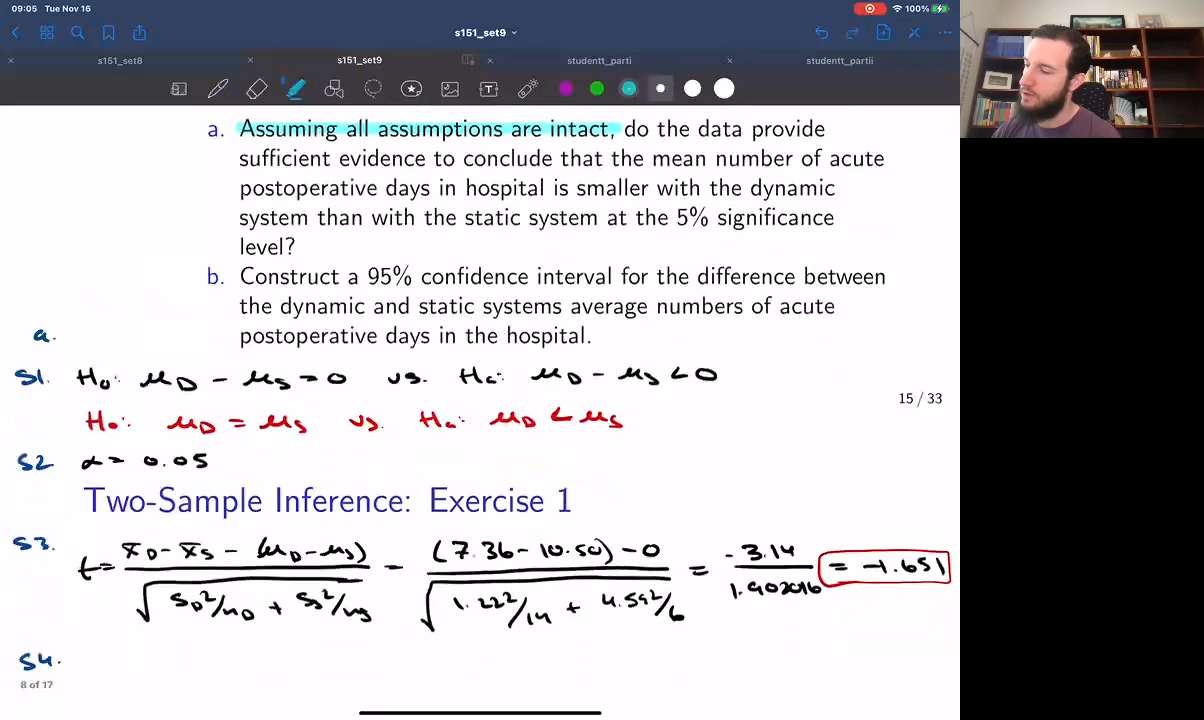 09:05 Tue Nov 16
100%
s151_set9
s151_set8
s151_set9
studentt_parti
studentt_partii
a. Assuming all assumptions are intact, do the data provide
sufficient evidence to conclude that the mean number of acute
postoperative days in hospital is smaller with the dynamic
system than with the static system at the 5% significance
level?
b. Construct a 95% confidence interval for the difference between
the dynamic and static systems average numbers of acute
postoperative days in the hospital.
a.
S1. H₀: μD - μS = 0 vs. Ha: μD - μS < 0
15 / 33
H₀: μD = μS vs. Ha: μD < μS
S2 α = 0.05
Two-Sample Inference: Exercise 1
S3. t = x̄D - x̄S - (μD - μS) / √(SD²/nD + SS²/nS) = (7.36 - 10.50) - 0 / √(1.22²/14 + 4.59²/6) = -3.14 / 1.902016 = -1.651
S4.
8 of 17